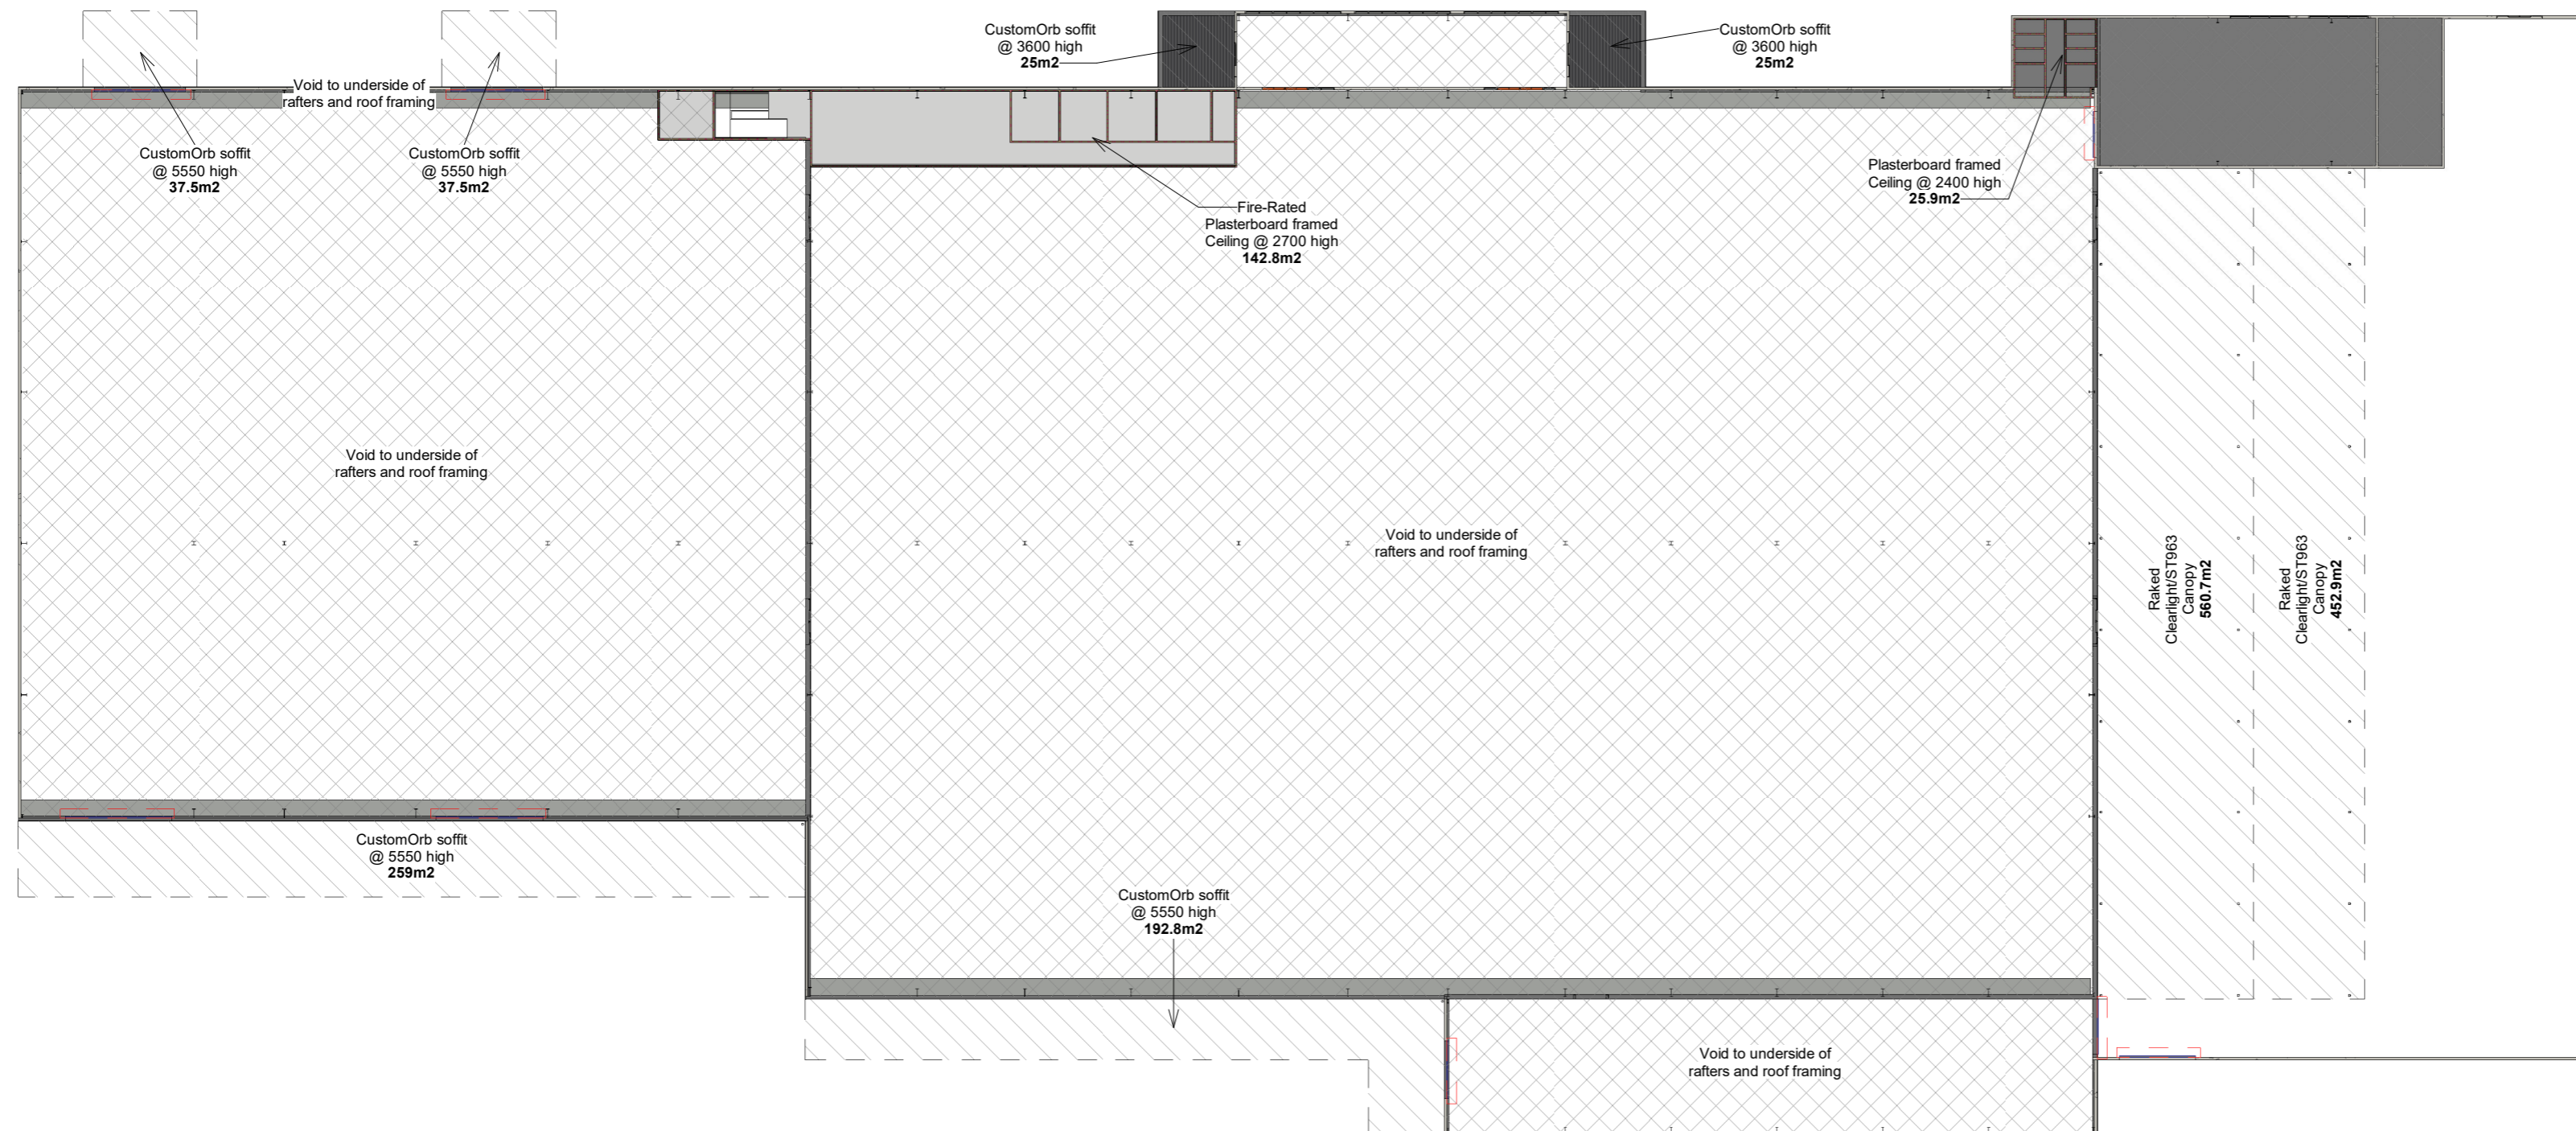 CustomOrb soffit
@ 3600 high
25m2
CustomOrb soffit
@ 3600 high
25m2
Void to underside of
rafters and roof framing
CustomOrb soffit
@ 5550 high
37.5m2
CustomOrb soffit
@ 5550 high
37.5m2
Plasterboard framed
Ceiling @ 2400 high
25.9m2
Fire-Rated
Plasterboard framed
Ceiling @ 2700 high
142.8m2
Void to underside of
rafters and roof framing
Void to underside of
rafters and roof framing
Raked
Clearlight/ST963
Canopy
560.7m2
Raked
Clearlight/ST963
Canopy
452.9m2
CustomOrb soffit
@ 5550 high
259m2
CustomOrb soffit
@ 5550 high
192.8m2
Void to underside of
rafters and roof framing